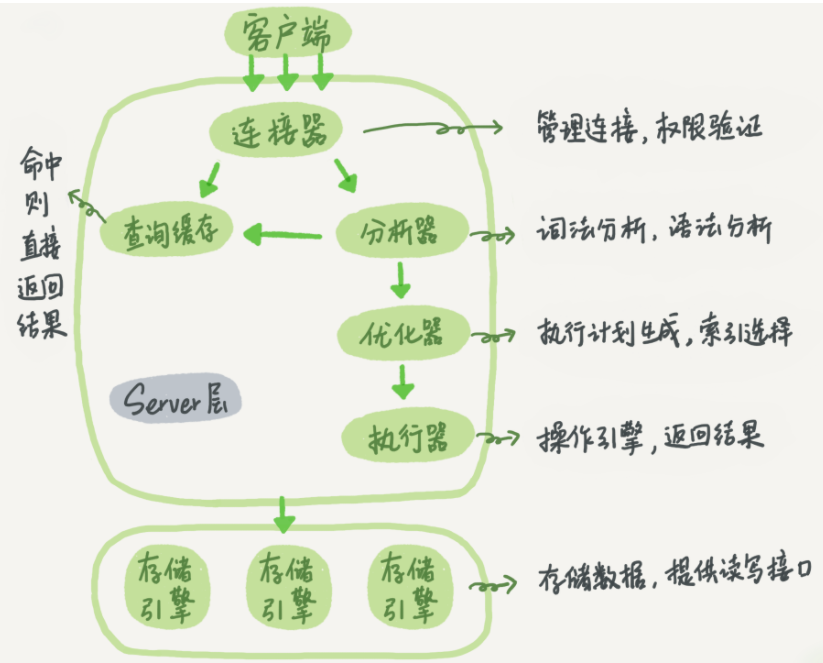 客户端
连接器
管理连接,权限验证
命中
则
直接
返回
结果
查询缓存
分析器
词法分析,语法分析
优化器
执行计划生成,索引选择
Server层
执行器
操作引擎,返回结果
存储
引擎
存储
引擎
存储
引擎
存储数据,提供读写接口